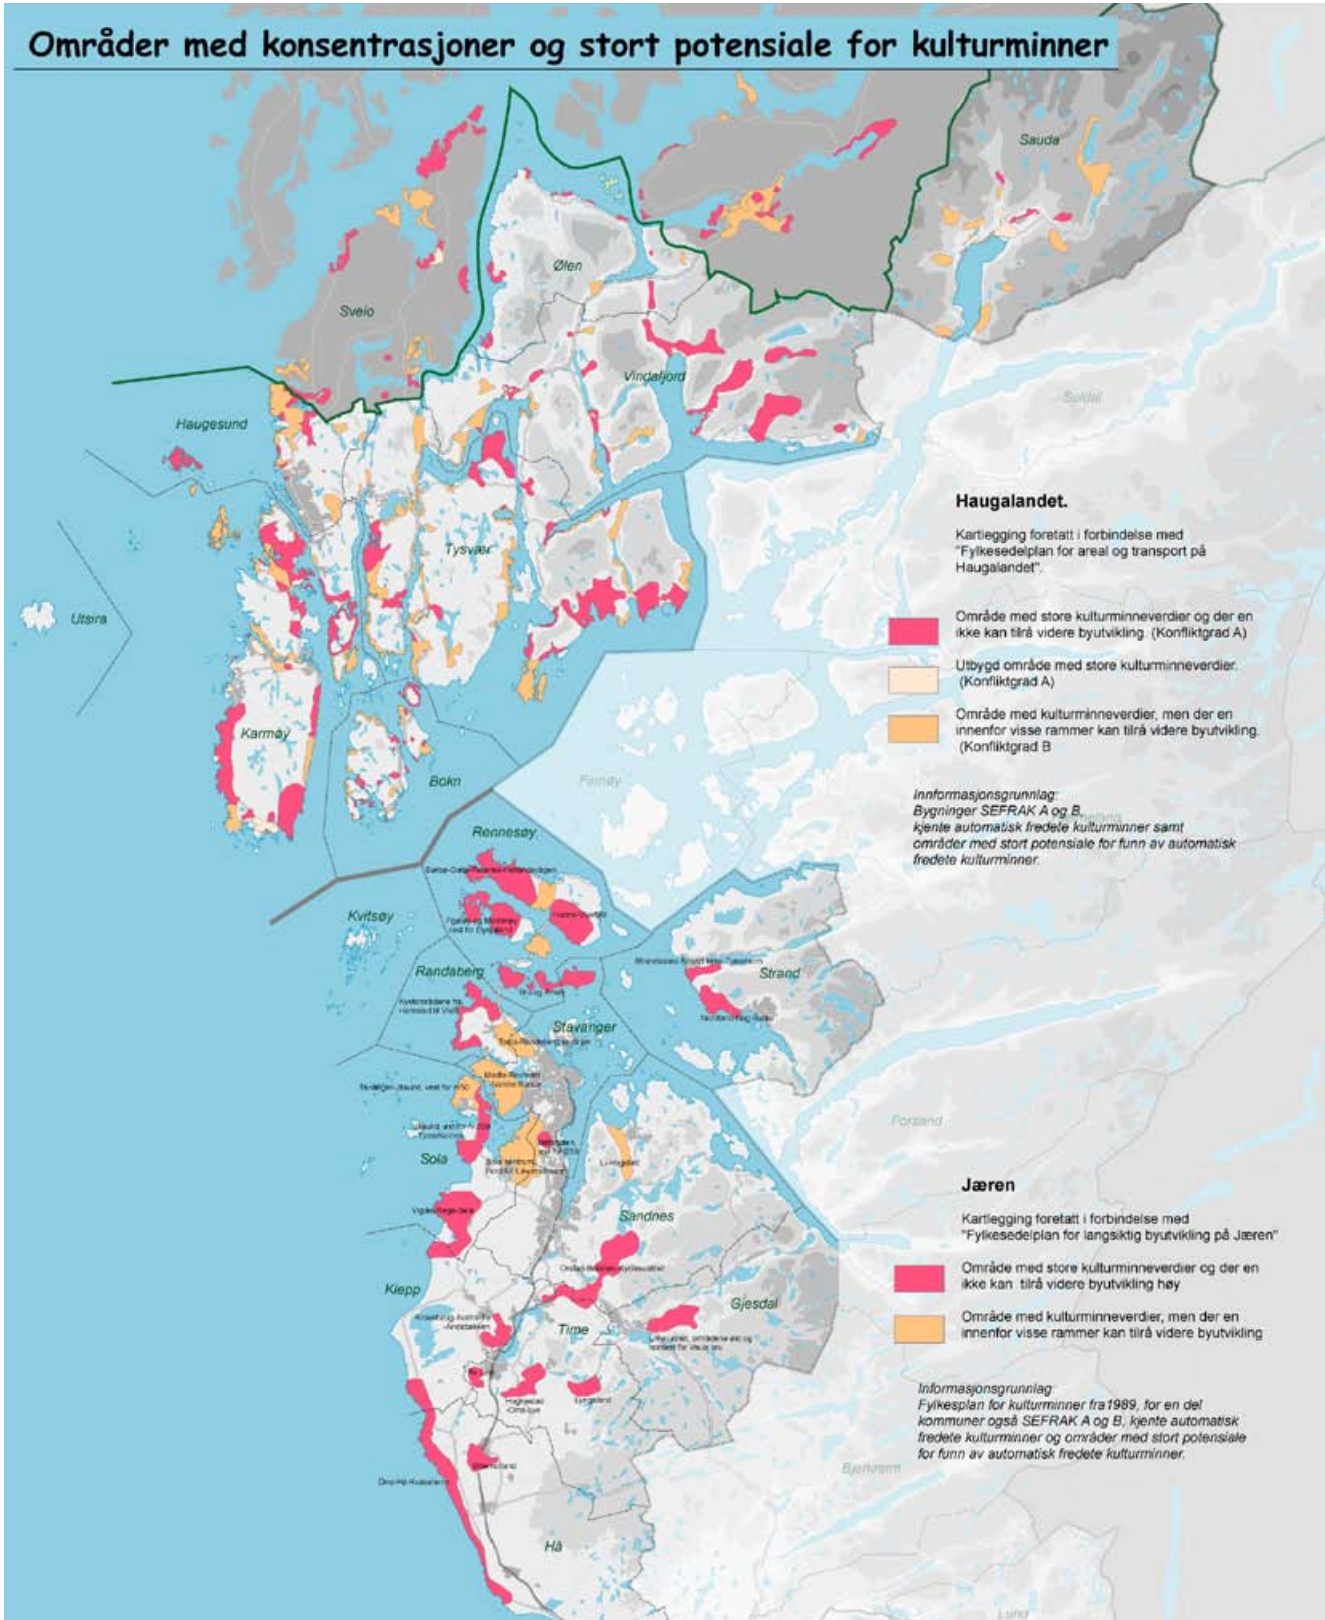 Områder med konsentrasjoner og stort potensiale for kulturminner
Sauda
Ølen
Sveio
Vindafjord
Suldal
Haugesund
Haugalandet.
Kartlegging foretatt i forbindelse med
"Fylkesedelplan for areal og transport på
Haugalandet".
Tysvær
Utsira
Område med store kulturminneverdier og der en
ikke kan tilrå videre byutvikling. (Konfliktgrad A)
Utbygd område med store kulturminneverdier.
(Konfliktgrad A)
Område med kulturminneverdier, men der en
innenfor visse rammer kan tilrå videre byutvikling.
(Konfliktgrad B
Karmøy
Bokn
Finnøy
Innformasjonsgrunnlag:
Bygninger SEFRAK A og B,
kjente automatisk fredete kulturminner samt
områder med stort potensiale for funn av automatisk
fredete kulturminner.
Rennesøy
Kvitsøy
Randaberg
Strand
Stavanger
Forsand
Sola
Sandnes
Jæren
Kartlegging foretatt i forbindelse med
"Fylkesedelplan for langsiktig byutvikling på Jæren"
Område med store kulturminneverdier og der en
ikke kan tilrå videre byutvikling høy
Område med kulturminneverdier, men der en
innenfor visse rammer kan tilrå videre byutvikling
Klepp
Gjesdal
Time
Informasjonsgrunnlag:
Fylkesplan for kulturminner fra1989, for en del
kommuner også SEFRAK A og B, kjente automatisk
fredete kulturminner og områder med stort potensiale
for funn av automatisk fredete kulturminner.
Bjerkreim
Hå
Lund